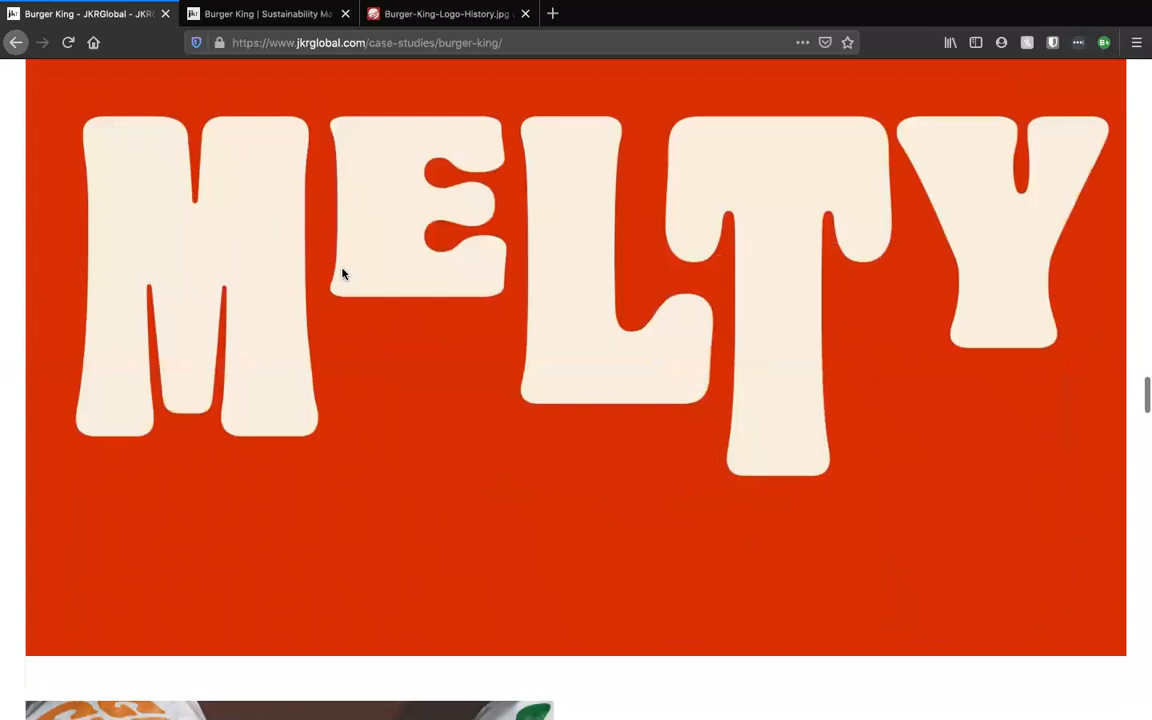 Burger King - JKRGlobal - JKR
Burger King | Sustainability Ma
Burger-King-Logo-History.jpg
https://www.jkrglobal.com/case-studies/burger-king/
MELTY